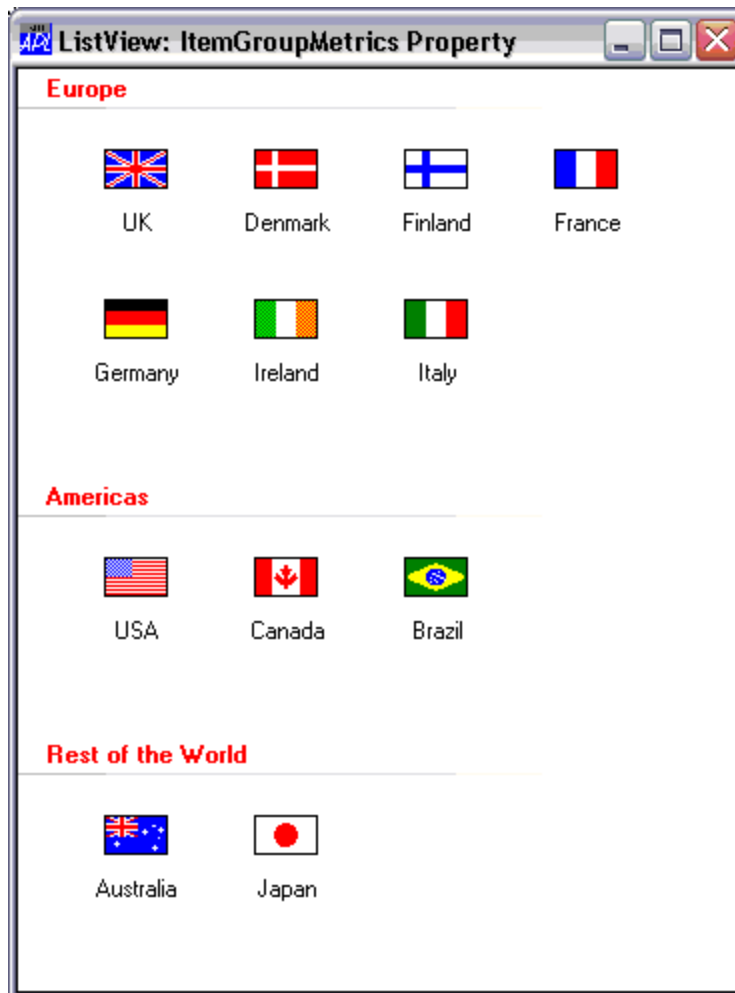 APL ListView: ItemGroupMetrics Property
Europe
UK Denmark Finland France
Germany Ireland Italy
Americas
USA Canada Brazil
Rest of the World
Australia Japan